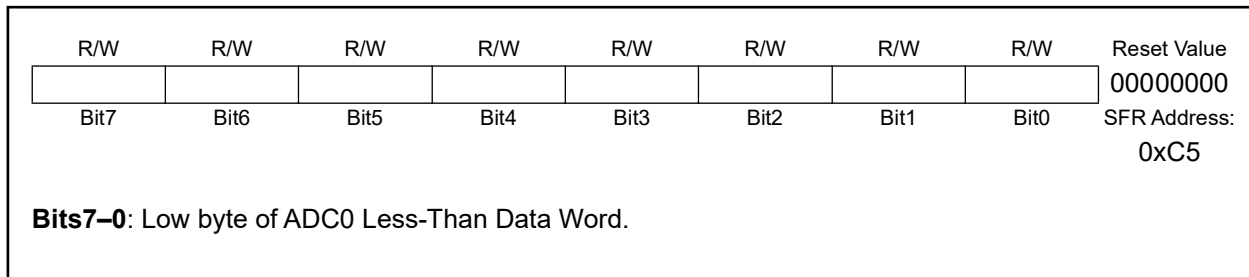 R/W R/W R/W R/W R/W R/W R/W R/W Reset Value
00000000
Bit7 Bit6 Bit5 Bit4 Bit3 Bit2 Bit1 Bit0 SFR Address:
0xC5
Bits7–0: Low byte of ADC0 Less-Than Data Word.